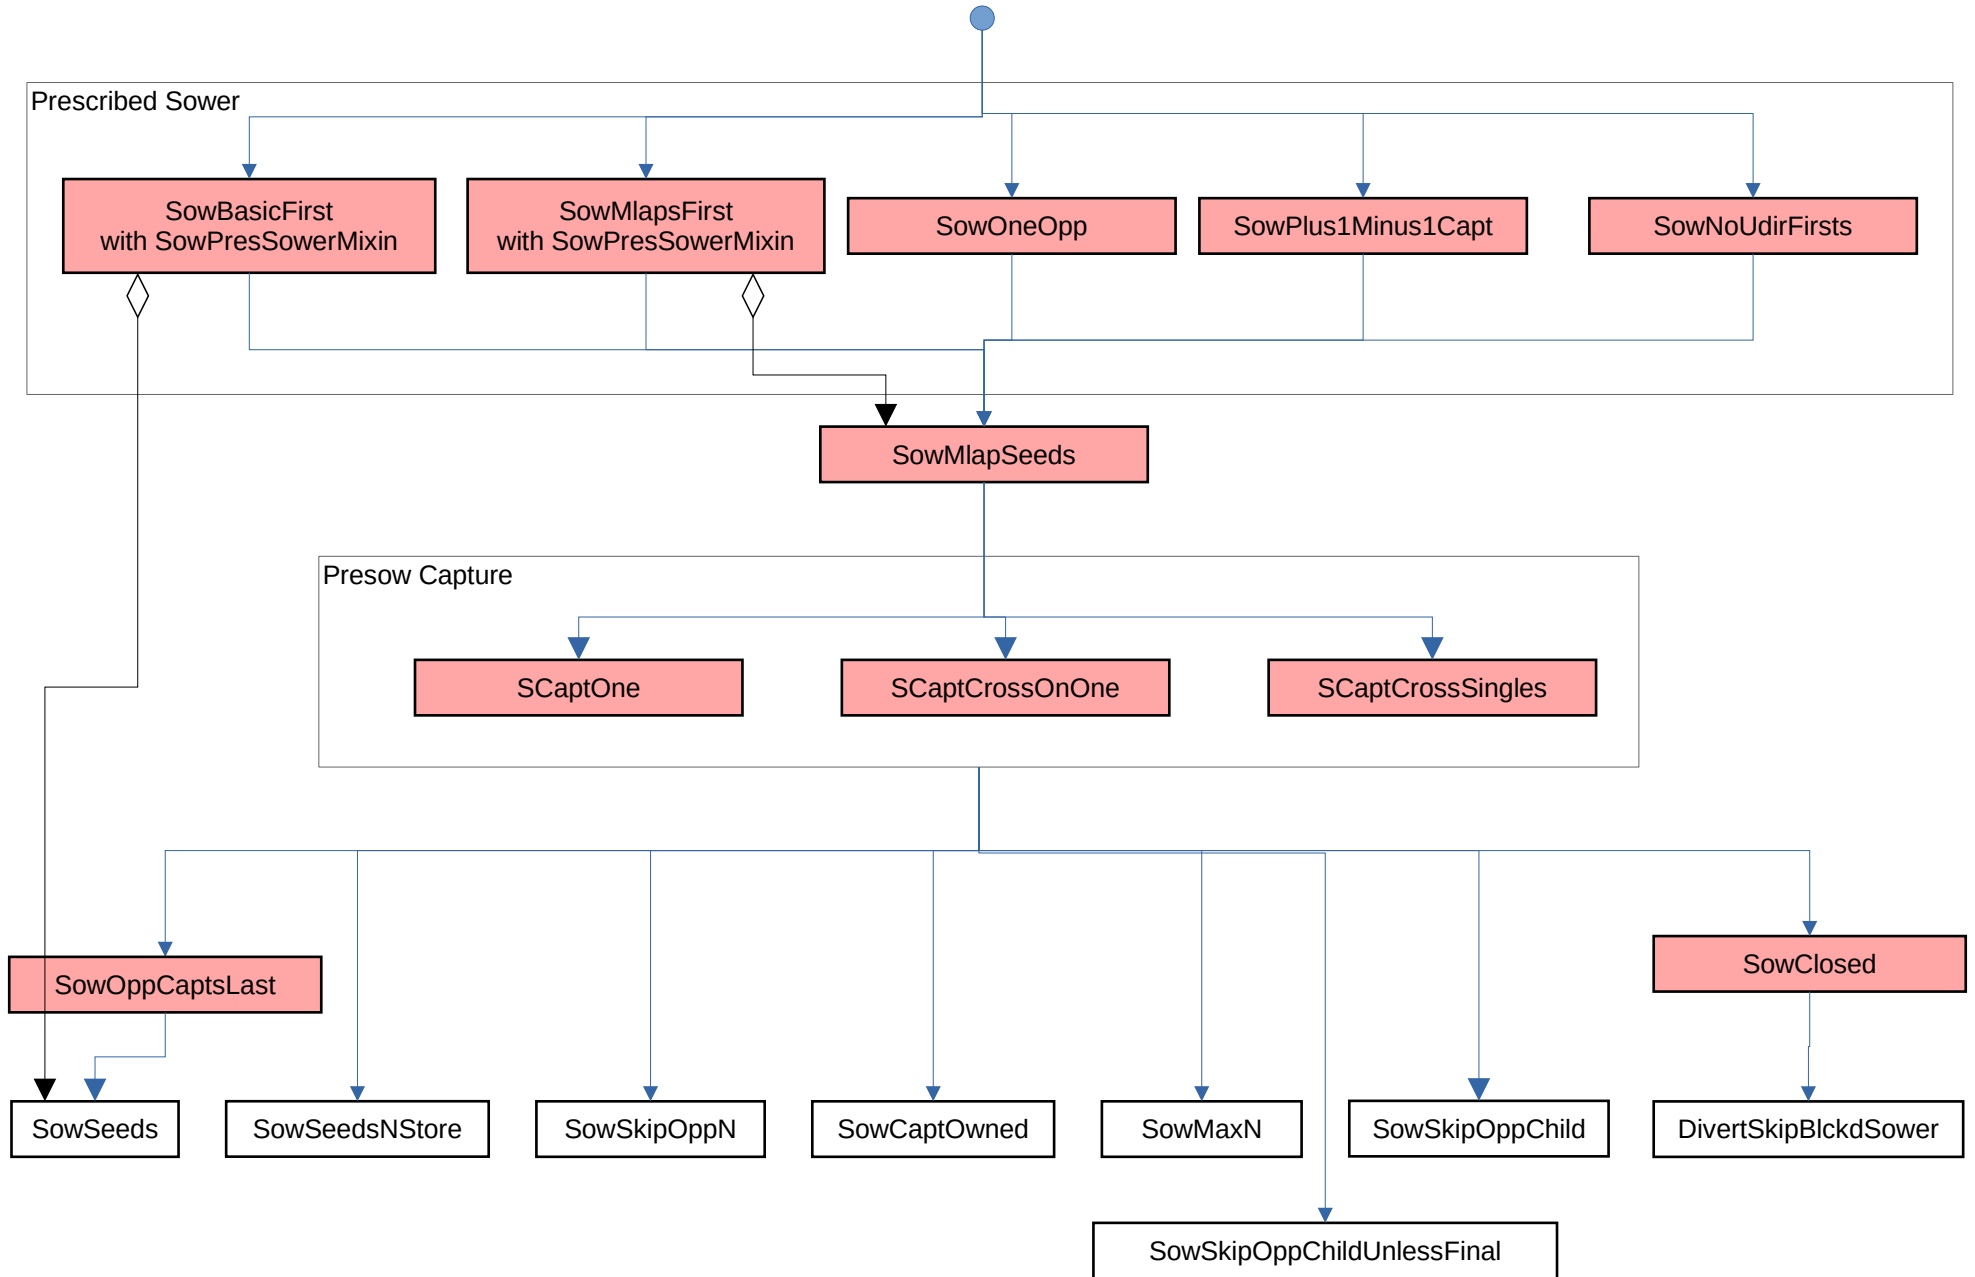 Prescribed Sower
SowBasicFirst
with SowPresSowerMixin
SowMlapsFirst
with SowPresSowerMixin
SowOneOpp
SowPlus1Minus1Capt
SowNoUdirFirsts
SowMlapSeeds
Presow Capture
SCaptOne
SCaptCrossOnOne
SCaptCrossSingles
SowOppCaptsLast
SowClosed
SowSeeds
SowSeedsNStore
SowSkipOppN
SowCaptOwned
SowMaxN
SowSkipOppChild
DivertSkipBlckdSower
SowSkipOppChildUnlessFinal